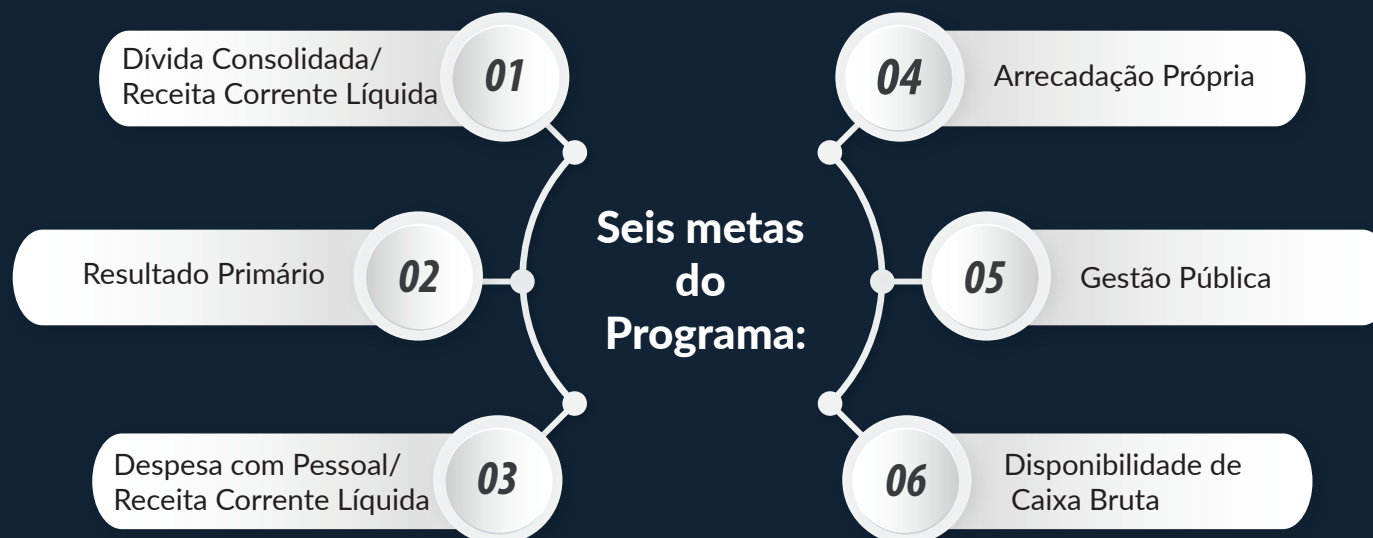 Seis metas
do
Programa:
01
Dívida Consolidada/
Receita Corrente Líquida
02
Resultado Primário
03
Despesa com Pessoal/
Receita Corrente Líquida
04
Arrecadação Própria
05
Gestão Pública
06
Disponibilidade de
Caixa Bruta